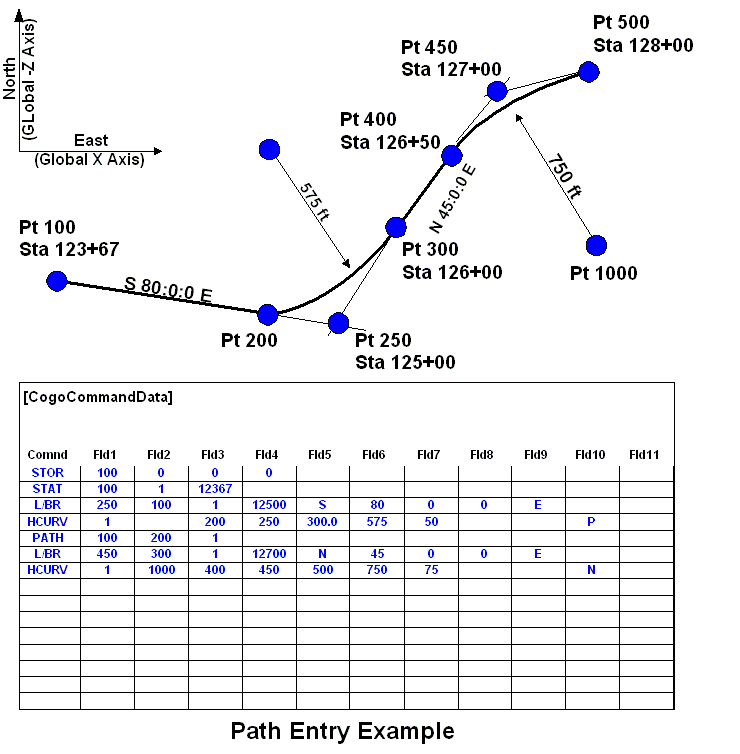 North
(GLobal -Z Axis)
East
(Global X Axis)
Pt 500
Sta 128+00
Pt 450
Sta 127+00
Pt 400
Sta 126+50
575 ft
N 45:0:0 E
750 ft
Pt 100
Sta 123+67
Pt 300
Sta 126+00
Pt 1000
S 80:0:0 E
Pt 200
Pt 250
Sta 125+00
[CogoCommandData]
Comnd Fld1 Fld2 Fld3 Fld4 Fld5 Fld6 Fld7 Fld8 Fld9 Fld10 Fld11
STOR 100 0 0 0
STAT 100 1 12367
L/BR 250 100 1 12500 S 80 0 0 E
HCURV 1 200 250 300.0 575 50 P
PATH 100 200 1
L/BR 450 300 1 12700 N 45 0 0 E
HCURV 1 1000 400 450 500 750 75 N
Path Entry Example